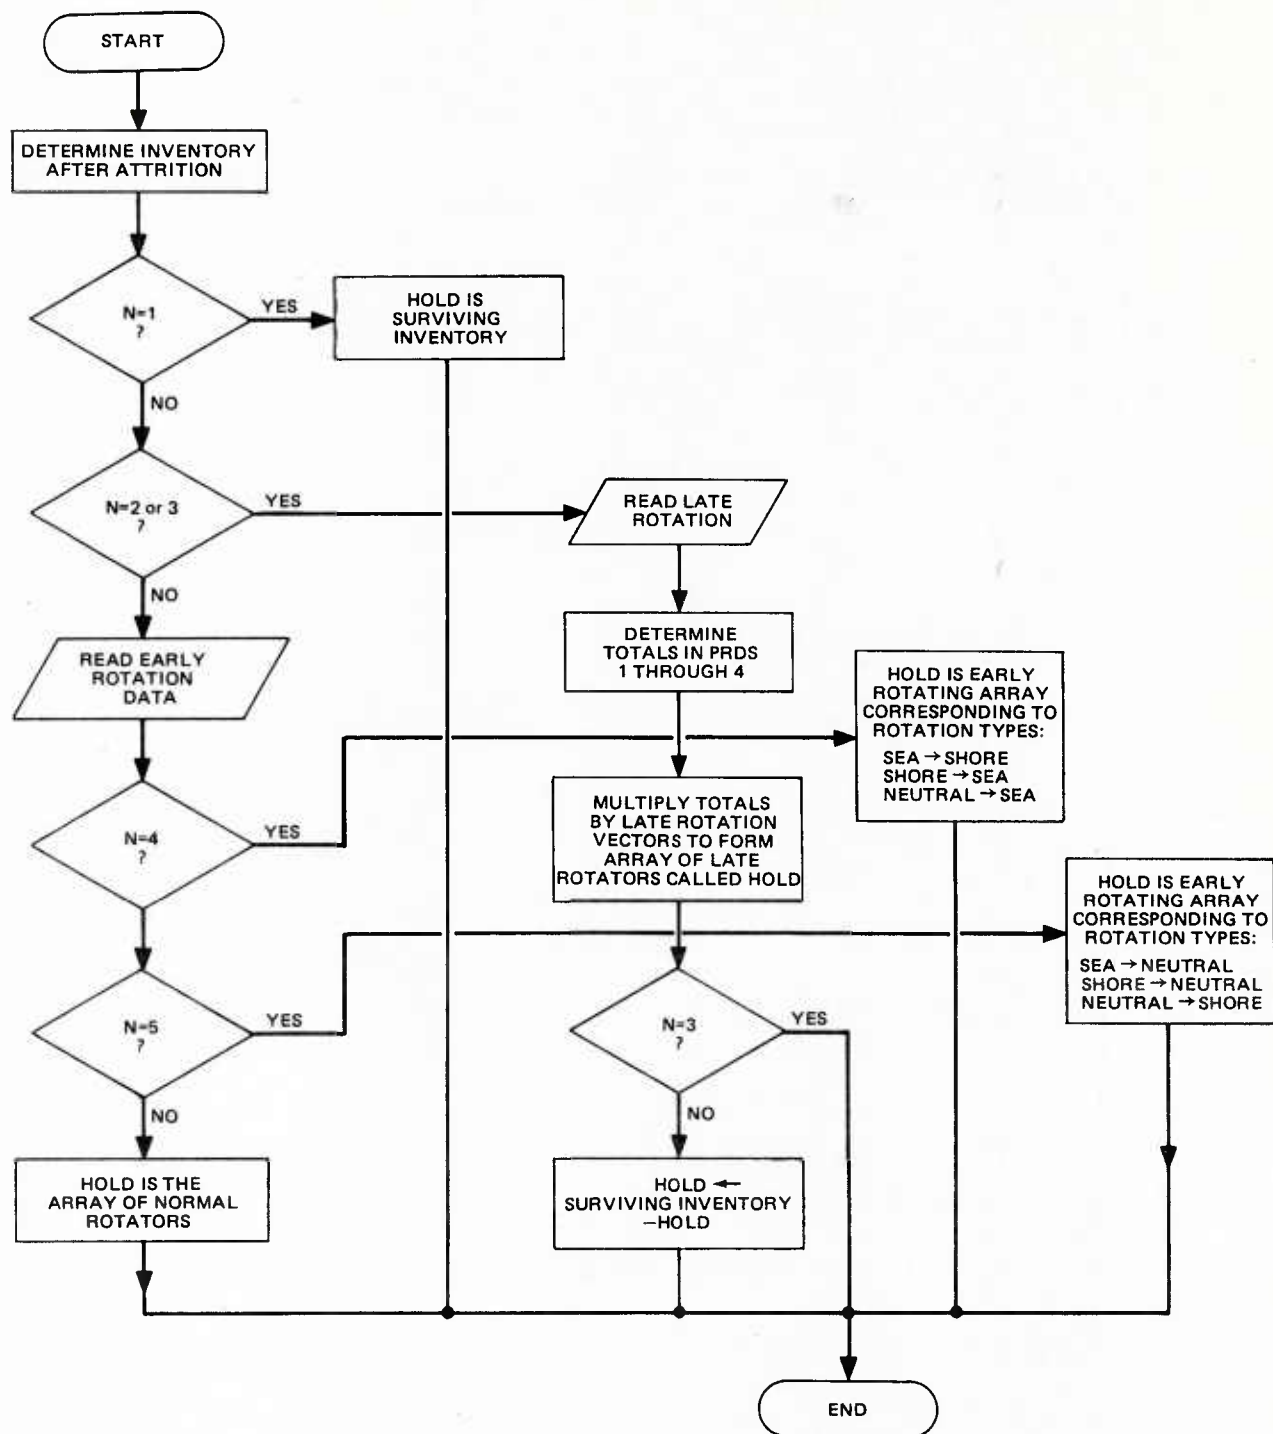 START
DETERMINE INVENTORY
AFTER ATTRITION
N=1
?
YES
HOLD IS
SURVIVING
INVENTORY
NO
N=2 or 3
?
YES
READ LATE
ROTATION
NO
READ EARLY
ROTATION
DATA
DETERMINE
TOTALS IN PRDS
1 THROUGH 4
HOLD IS EARLY
ROTATING ARRAY
CORRESPONDING TO
ROTATION TYPES:
SEA → SHORE
SHORE → SEA
NEUTRAL → SEA
N=4
?
YES
MULTIPLY TOTALS
BY LATE ROTATION
VECTORS TO FORM
ARRAY OF LATE
ROTATORS CALLED HOLD
HOLD IS EARLY
ROTATING ARRAY
CORRESPONDING TO
ROTATION TYPES:
SEA → NEUTRAL
SHORE → NEUTRAL
NEUTRAL → SHORE
N=5
?
YES
N=3
?
YES
NO
NO
HOLD IS THE
ARRAY OF NORMAL
ROTATORS
HOLD ←
SURVIVING INVENTORY
–HOLD
END